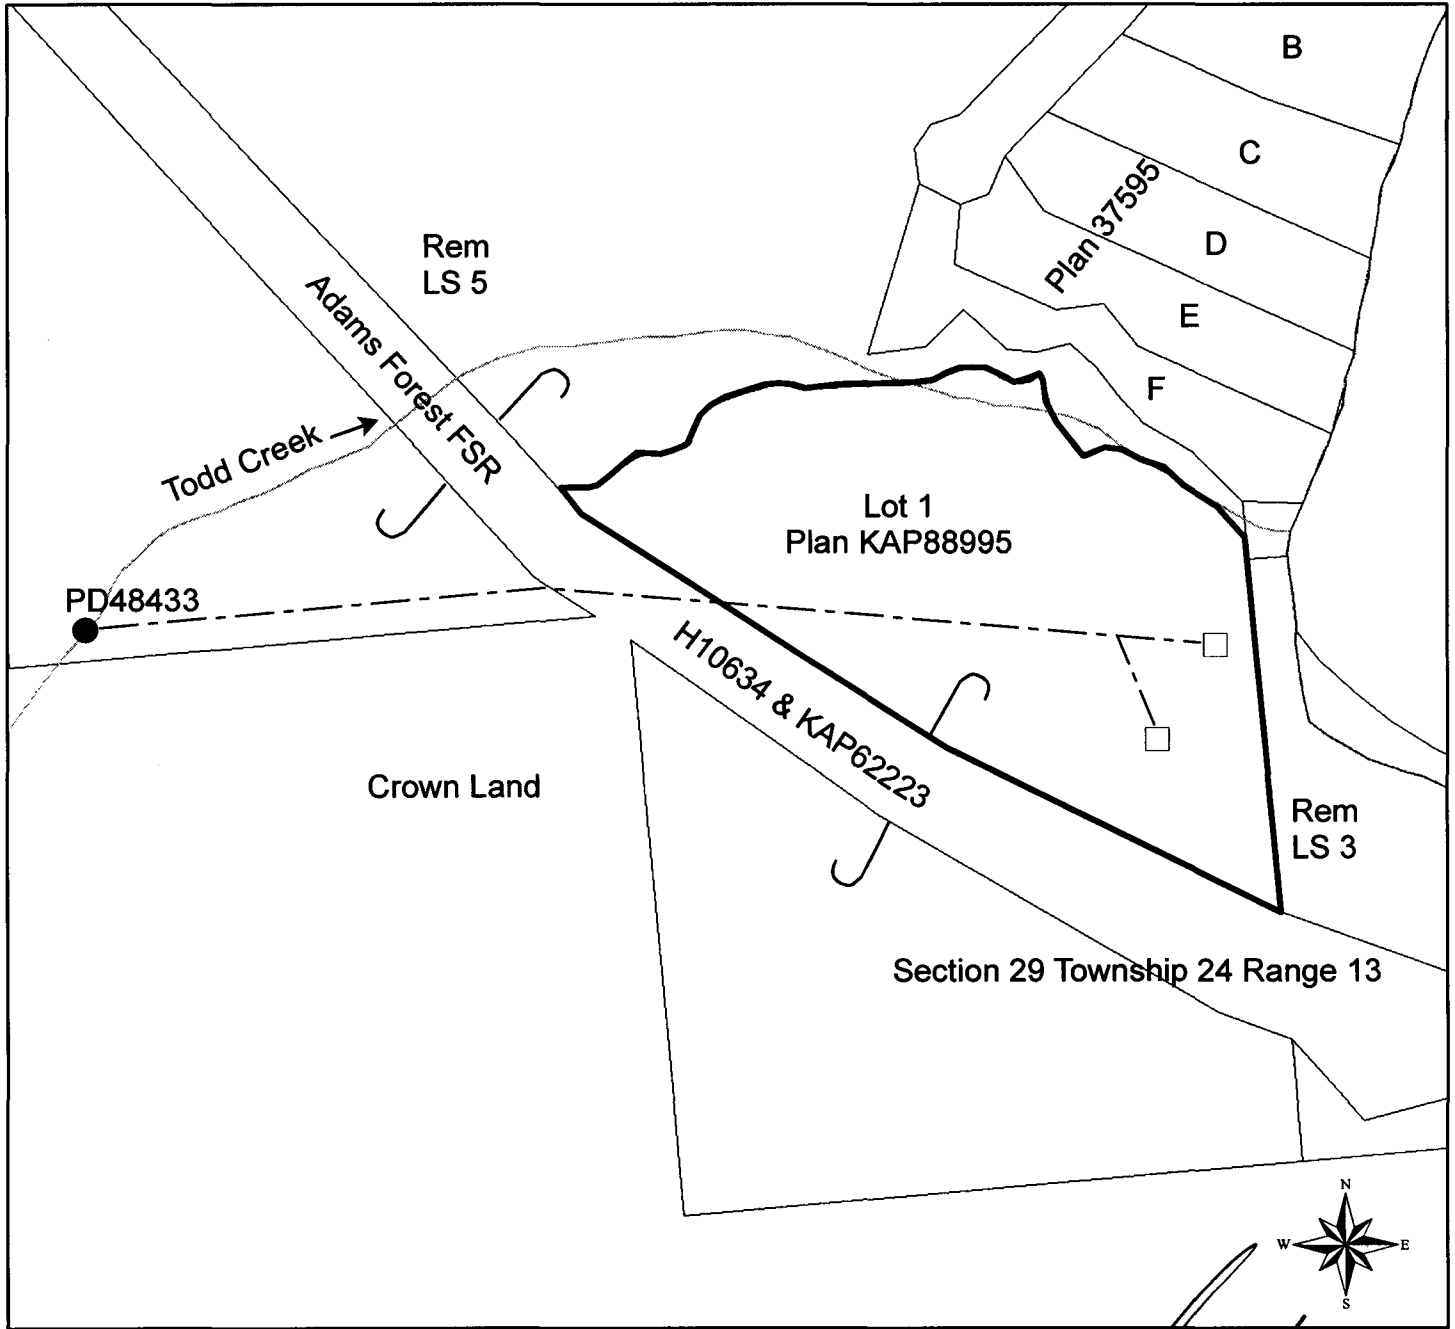 B
C
Plan 37595
D
Rem
LS 5
E
Adams Forest FSR
F
Todd Creek
Lot 1
Plan KAP88995
PD48433
H10634 & KAP62223
Crown Land
Rem
LS 3
Section 29 Township 24 Range 13
N
W E
S